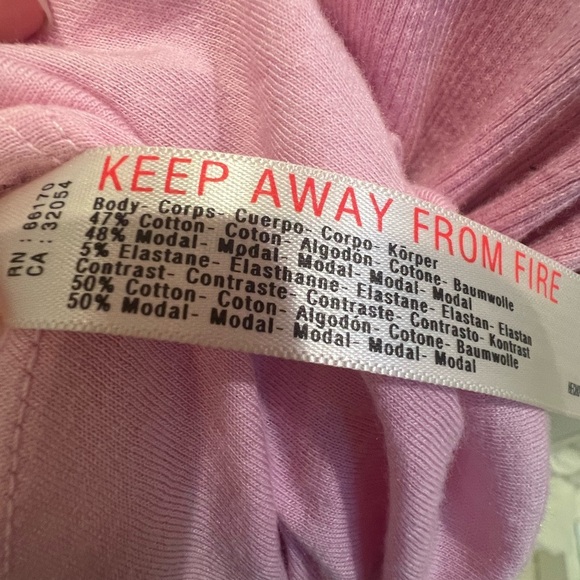 RN : 66170
CA : 32054
KEEP AWAY FROM FIRE
Body- Corps- Cuerpo- Corpo- Körper
47% Cotton- Coton- Algodón- Cotone- Baumwolle
48% Modal- Modal- Modal- Modal- Modal
5% Elastane- Elasthanne- Elastane- Elastan- Elastan
Contrast- Contraste- Contraste- Contrasto- Kontrast
50% Cotton- Coton- Algodón- Cotone- Baumwolle
50% Modal- Modal- Modal- Modal- Modal